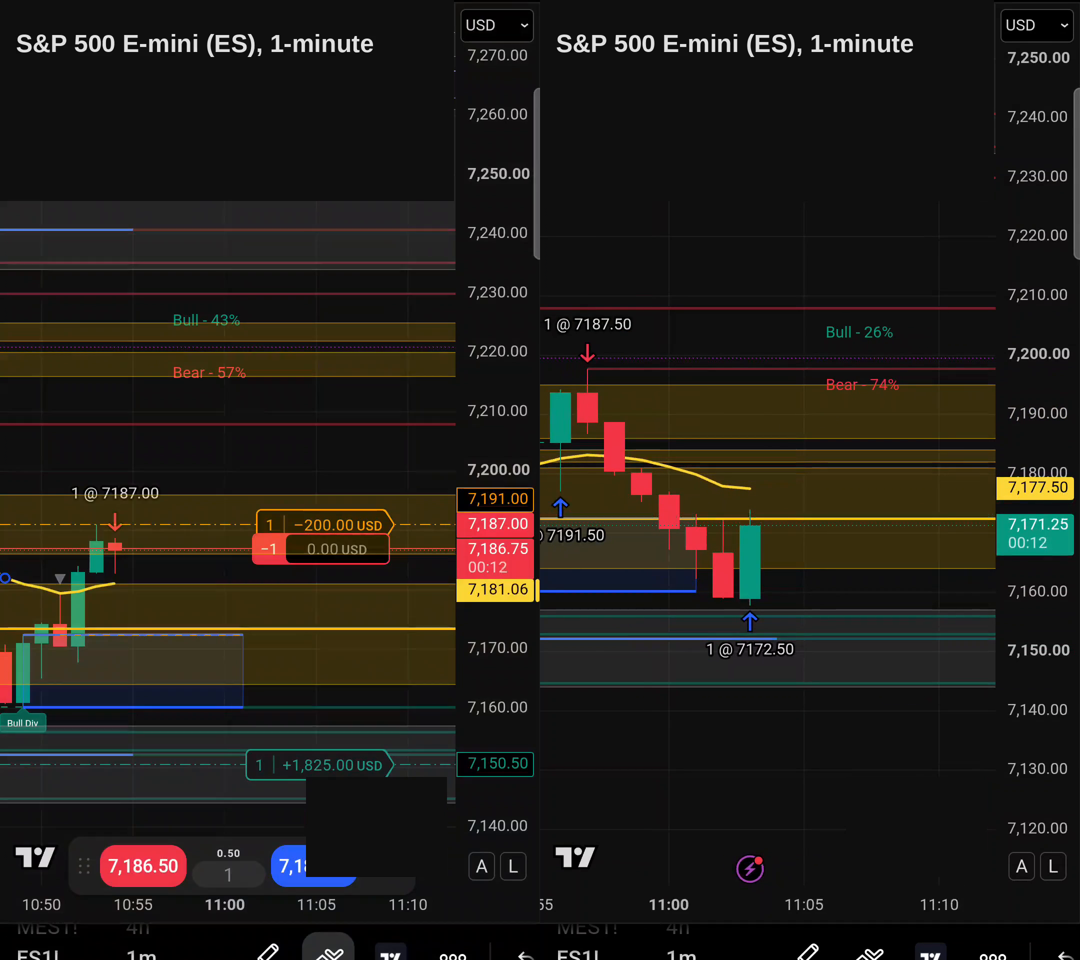 S&P 500 E-mini (ES), 1-minute
USD
7,270.00
7,260.00
7,250.00
7,240.00
7,230.00
Bull - 43%
7,220.00
Bear - 57%
7,210.00
7,200.00
1 @ 7187.00
7,191.00
1 −200.00 USD
7,187.00
−1 0.00 USD
7,186.75
00:12
7,181.06
7,170.00
7,160.00
Bull Div
1 +1,825.00 USD
7,150.50
7,140.00
7,186.50
0.50
1
A L
10:50 10:55 11:00 11:05 11:10
MES1! 4h
ES1! 1m
S&P 500 E-mini (ES), 1-minute
USD
7,250.00
7,240.00
7,230.00
7,220.00
7,210.00
1 @ 7187.50
Bull - 26%
7,200.00
Bear - 74%
7,190.00
7,180.00
7,177.50
7,171.25
00:12
7191.50
7,160.00
1 @ 7172.50
7,150.00
7,140.00
7,130.00
7,120.00
A L
55 11:00 11:05 11:10
MES1! 4h
ES1! 1m